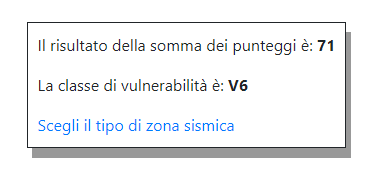 Il risultato della somma dei punteggi è: 71
La classe di vulnerabilità è: V6
Scegli il tipo di zona sismica